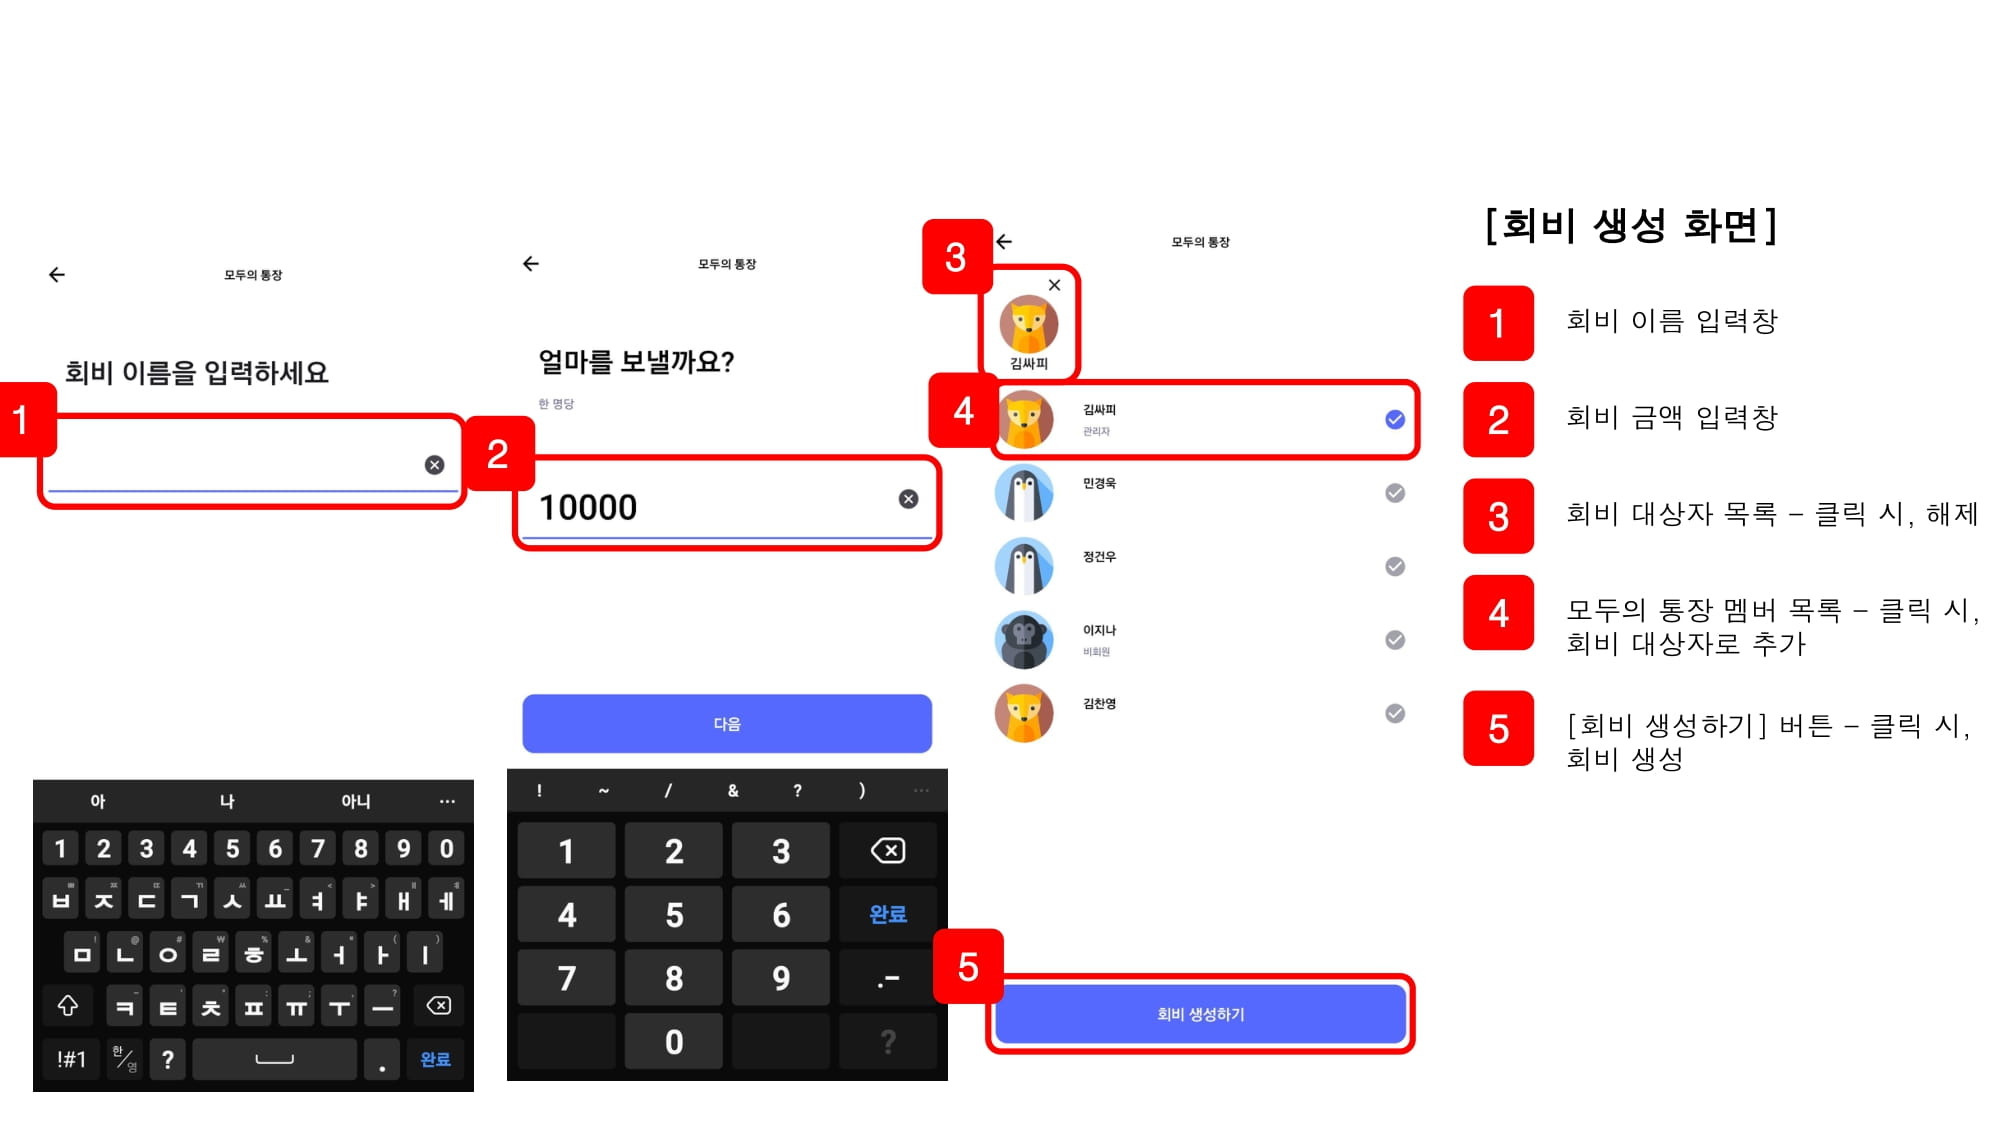 모두의 통장
회비 이름을 입력하세요
1
아 나 아니 ...
1 2 3 4 5 6 7 8 9 0
ㅂ ㅈ ㄷ ㄱ ㅅ ㅛ ㅕ ㅑ ㅐ ㅔ
ㅁ ㄴ ㅇ ㄹ ㅎ ㅗ ㅓ ㅏ ㅣ
ㅋ ㅌ ㅊ ㅍ ㅠ ㅜ ㅡ
!#1 한/영 ? . 완료
모두의 통장
얼마를 보낼까요?
한 명당
2
10000
다음
! ~ / & ? ) ...
1 2 3
4 5 6 완료
7 8 9 .-
0 ?
3
모두의 통장
김싸피
4
김싸피
관리자
민경욱
정건우
이지나
비회원
김찬영
5
회비 생성하기
[회비 생성 화면]
1 회비 이름 입력창
2 회비 금액 입력창
3 회비 대상자 목록 – 클릭 시, 해제
4 모두의 통장 멤버 목록 – 클릭 시,
회비 대상자로 추가
5 [회비 생성하기] 버튼 – 클릭 시,
회비 생성